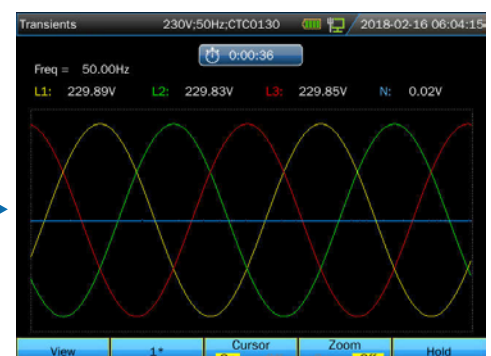 Transients 230V;50Hz;CTC0130 2018-02-16 06:04:15
0:00:36
Freq = 50.00Hz
L1: 229.89V L2: 229.83V L3: 229.85V N: 0.02V
View 1* Cursor Zoom Hold
Off